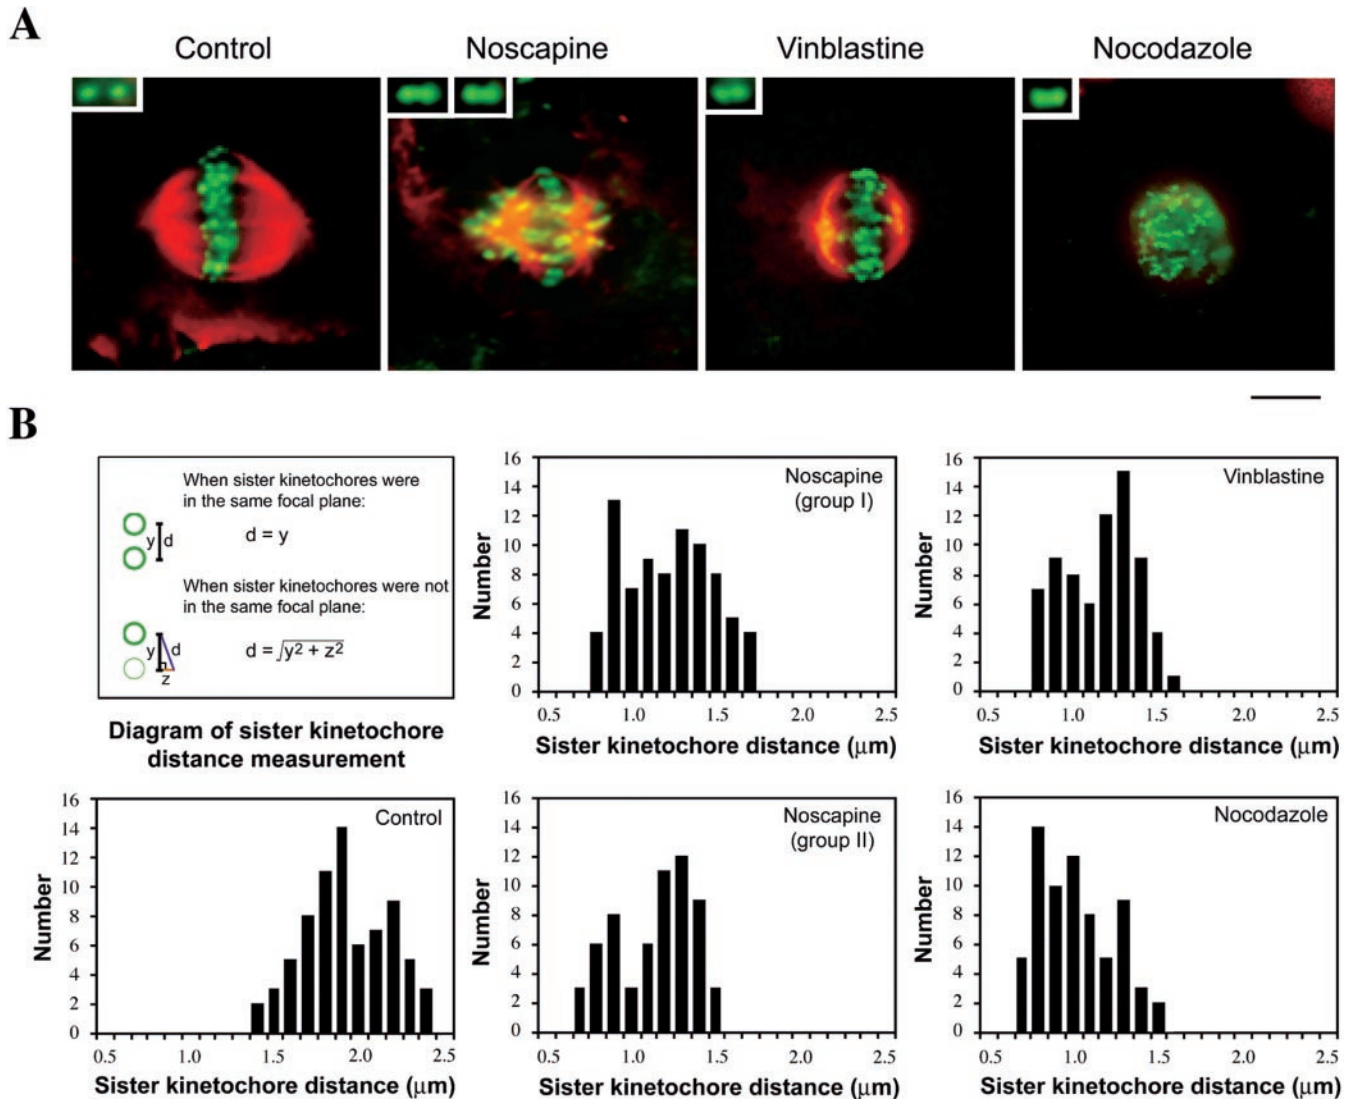 A
Control
Noscapine
Vinblastine
Nocodazole
B
When sister kinetochores were
in the same focal plane:
y
d
d = y
When sister kinetochores were not
in the same focal plane:
y
d
z
d = √y² + z²
Diagram of sister kinetochore
distance measurement
Noscapine
(group I)
Number
16
14
12
10
8
6
4
2
0
0.5 1.0 1.5 2.0 2.5
Sister kinetochore distance (μm)
Vinblastine
Number
16
14
12
10
8
6
4
2
0
0.5 1.0 1.5 2.0 2.5
Sister kinetochore distance (μm)
Control
Number
16
14
12
10
8
6
4
2
0
0.5 1.0 1.5 2.0 2.5
Sister kinetochore distance (μm)
Noscapine
(group II)
Number
16
14
12
10
8
6
4
2
0
0.5 1.0 1.5 2.0 2.5
Sister kinetochore distance (μm)
Nocodazole
Number
16
14
12
10
8
6
4
2
0
0.5 1.0 1.5 2.0 2.5
Sister kinetochore distance (μm)